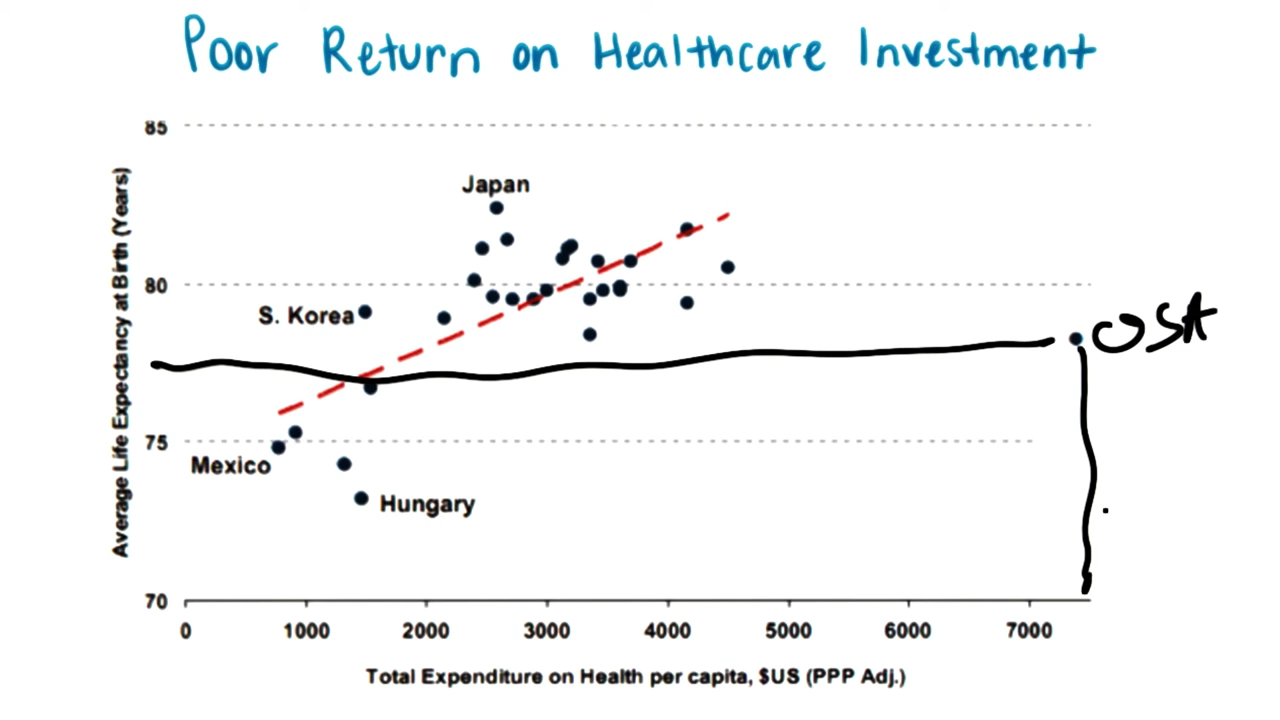 Poor Return on Healthcare Investment
85
Japan
80
S. Korea
USA
75
Mexico
Hungary
70
0 1000 2000 3000 4000 5000 6000 7000
Average Life Expectancy at Birth (Years)
Total Expenditure on Health per capita, $US (PPP Adj.)